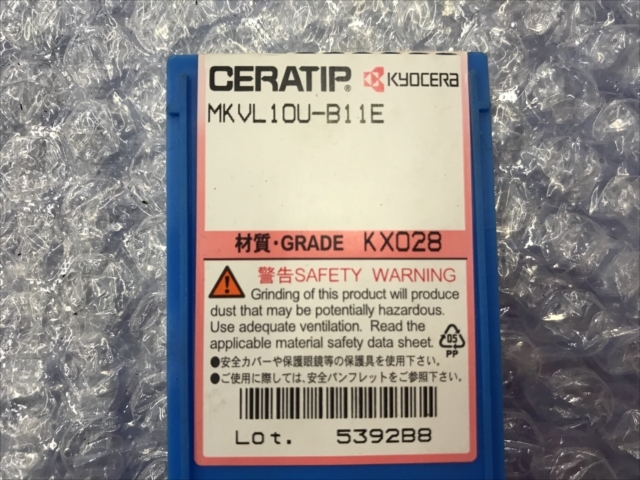 CERATIP® KYOCERA
MKVL10U-B11E
材質・GRADE KX028
警告SAFETY WARNING
Grinding of this product will produce
dust that may be potentially hazardous.
Use adequate ventilation. Read the
applicable material safety data sheet.
05
PP
●安全カバーや保護眼鏡等の保護具を使用下さい。
●ご使用に際しては、安全パンフレットをご参照下さい。
Lot. 5392B8